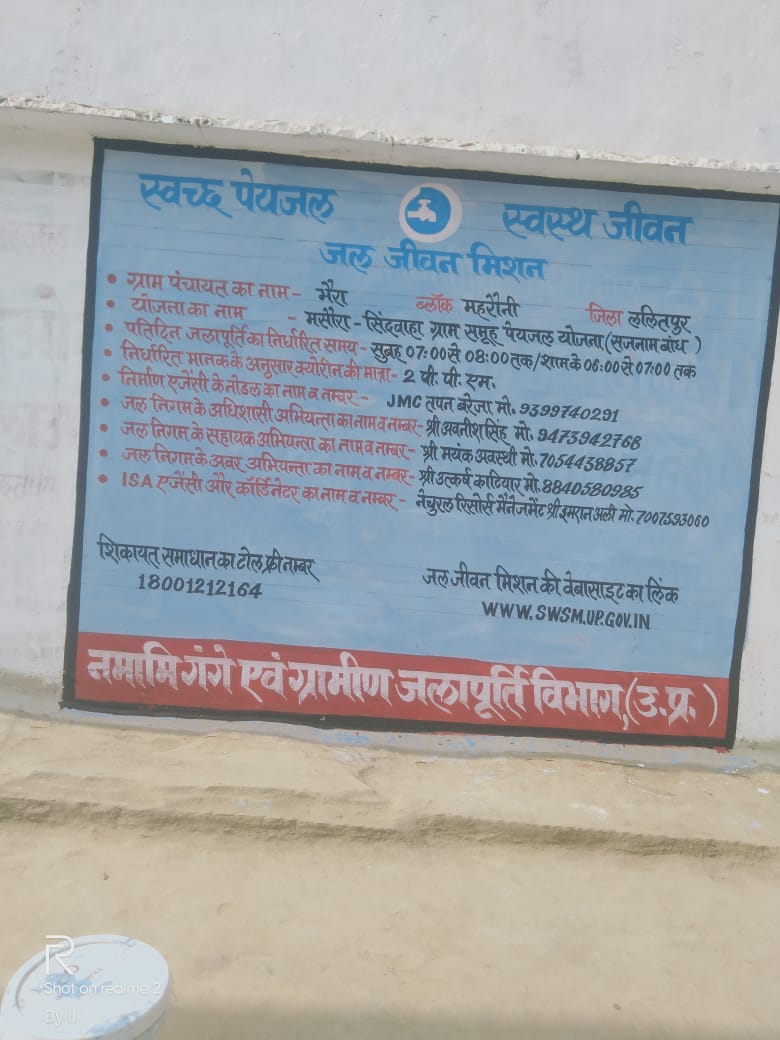 स्वच्छ पेयजल स्वस्थ जीवन
जल जीवन मिशन
• ग्राम पंचायत का नाम - भैरा ब्लॉक महरौनी जिला ललितपुर
• योजना का नाम - मसौरा - सिंदवाहा ग्राम समूह पेयजल योजना (सजनाम बांध)
• प्रतिदिन जलापूर्ति का निर्धारित समय - सुबह 07:00 से 08:00 तक/शाम के 06:00 से 07:00 तक
• निर्धारित मानक के अनुसार क्योरीन की मात्रा - 2 पी. पी. एम.
• निर्माण एजेंसी के नोडल का नाम व नम्बर - JMC तपन बरेजा मो. 9399740291
• जल निगम के अधिशासी अभियन्ता का नाम व नम्बर - श्री अवनीश सिंह मो. 9473942768
• जल निगम के सहायक अभियन्ता का नाम व नम्बर - श्री मयंक अवस्थी मो. 7054438857
• जल निगम के अवर अभियन्ता का नाम व नम्बर - श्री उत्कर्ष काटियार मो. 8840580985
• ISA एजेंसी और कॉर्डिनेटर का नाम व नम्बर - नेचुरल रिसोर्स मैनेजमेंट श्री इमरान अली मो. 7007593060
शिकायत समाधान का टोल फ्री नम्बर
18001212164
जल जीवन मिशन की वेबासाइट का लिंक
WWW.SWSM.UP.GOV.IN
नमामि गंगे एवं ग्रामीण जलापूर्ति विभाग,(उ.प्र.)
R
Shot on realme 2
By ll